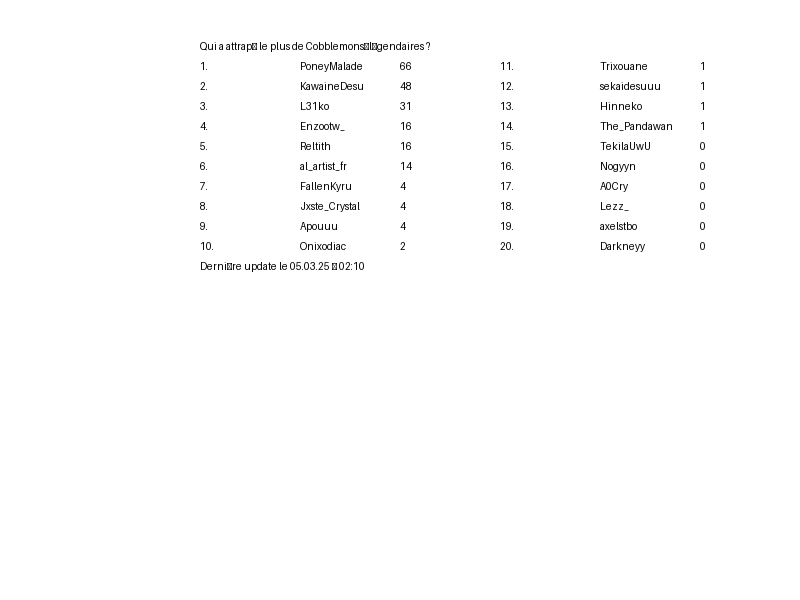 Qui a attrap▯ le plus de Cobblemons▯l▯gendaires ?
1. PoneyMalade 66 11. Trixouane 1
2. KawaineDesu 48 12. sekaidesuuu 1
3. L31ko 31 13. Hinneko 1
4. Enzootw_ 16 14. The_Pandawan 1
5. Reltith 16 15. TekilaUwU 0
6. al_artist_fr 14 16. Nogyyn 0
7. FallenKyru 4 17. A0Cry 0
8. Jxste_Crystal 4 18. Lezz_ 0
9. Apouuu 4 19. axelstbo 0
10. Onixodiac 2 20. Darkneyy 0
Derni▯re update le 05.03.25 ▯ 02:10